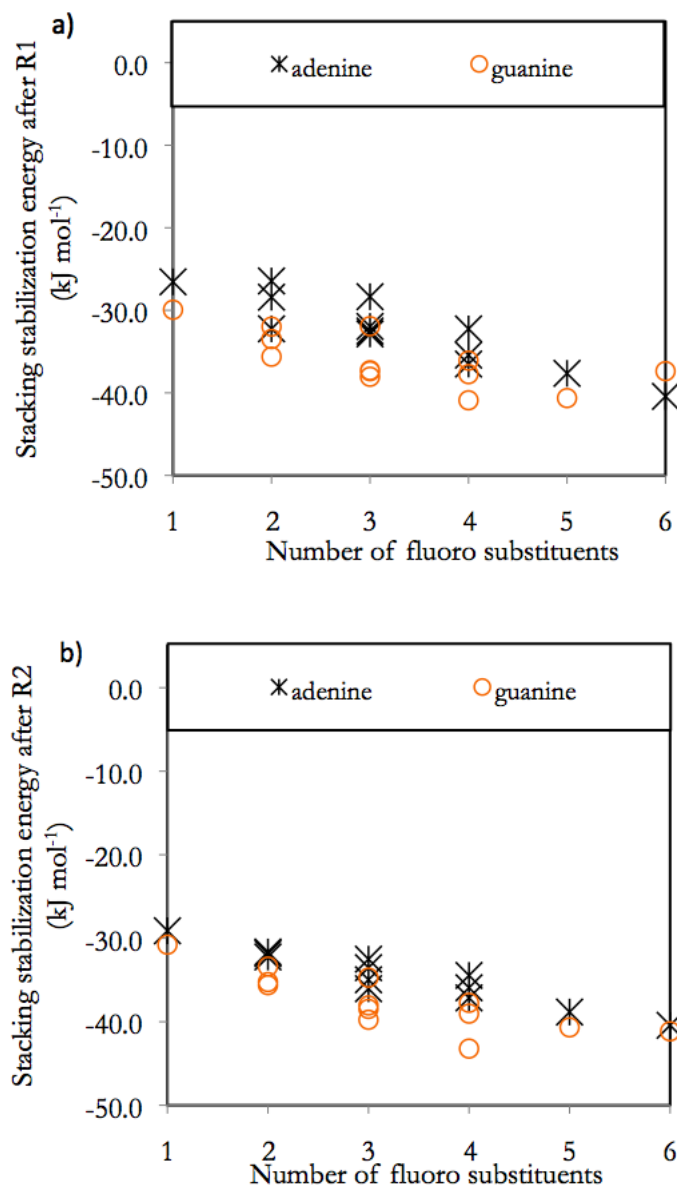 a)
Stacking stabilization energy after R1
(kJ mol⁻¹)
adenine guanine
0.0
-10.0
-20.0
-30.0
-40.0
-50.0
1 2 3 4 5 6
Number of fluoro substituents
b)
Stacking stabilization energy after R2
(kJ mol⁻¹)
adenine guanine
0.0
-10.0
-20.0
-30.0
-40.0
-50.0
1 2 3 4 5 6
Number of fluoro substituents